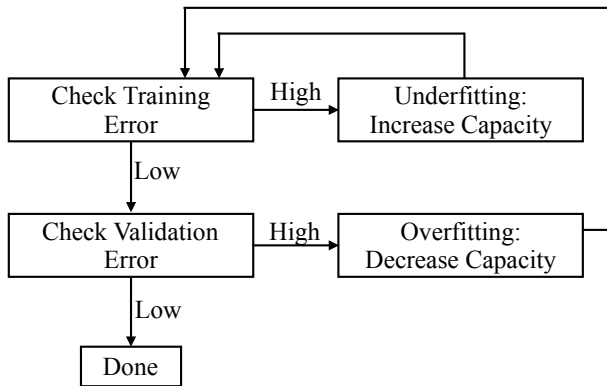 Check Training
Error
High
Underfitting:
Increase Capacity
Low
Check Validation
Error
High
Overfitting:
Decrease Capacity
Low
Done